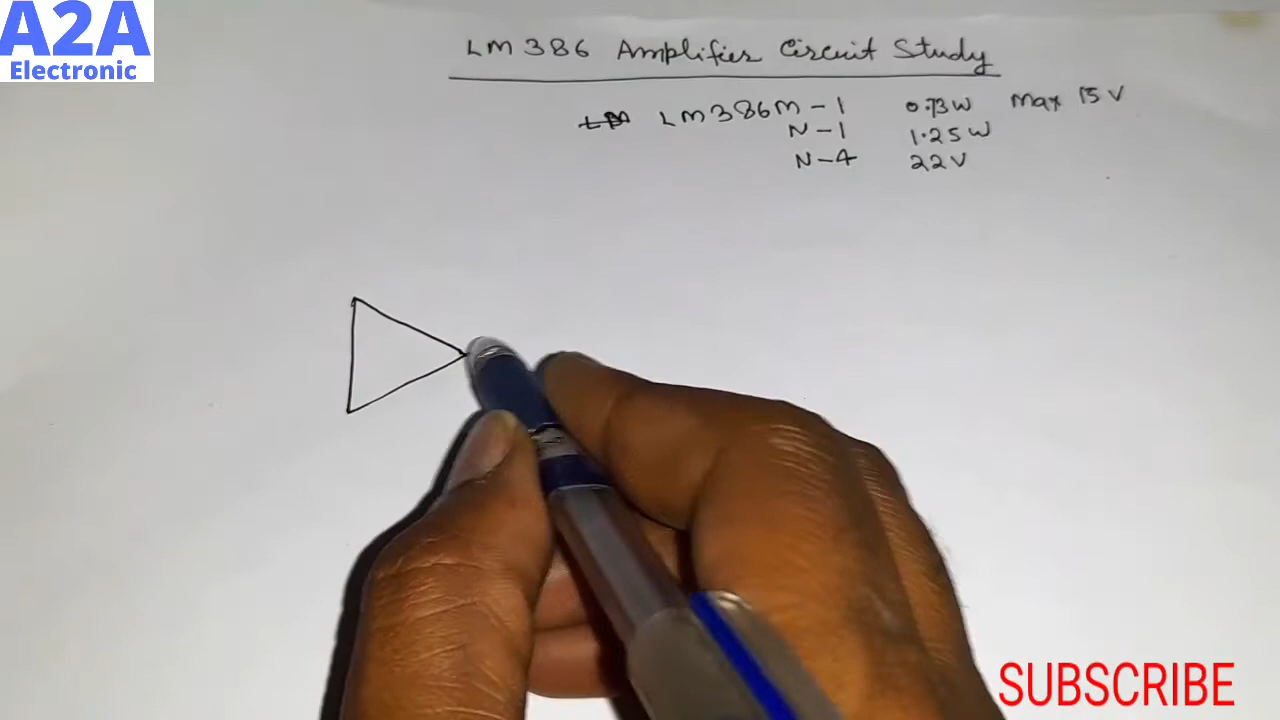 A2A
Electronic
LM386 Amplifier Circuit Study
LM386M-1 0.73W Max 15V
N-1 1.25W
N-4 22V
SUBSCRIBE